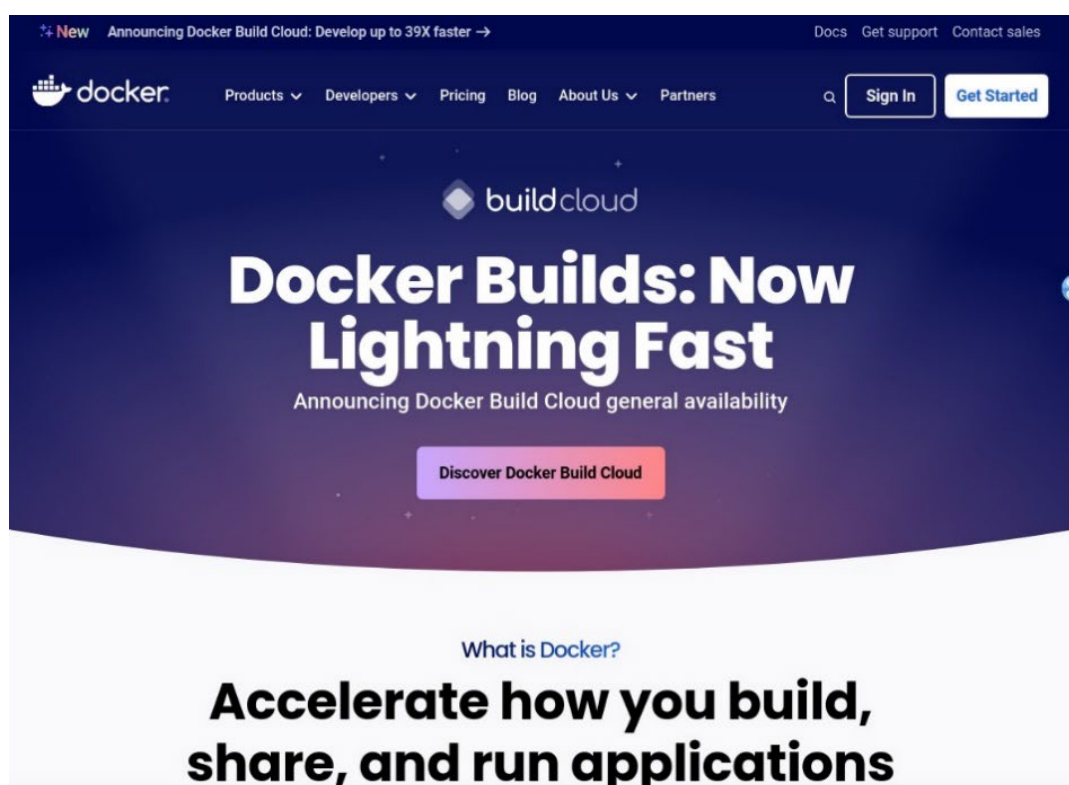 New Announcing Docker Build Cloud: Develop up to 39X faster → Docs Get support Contact sales
docker Products Developers Pricing Blog About Us Partners Sign In Get Started
buildcloud
Docker Builds: Now
Lightning Fast
Announcing Docker Build Cloud general availability
Discover Docker Build Cloud
What is Docker?
Accelerate how you build,
share, and run applications